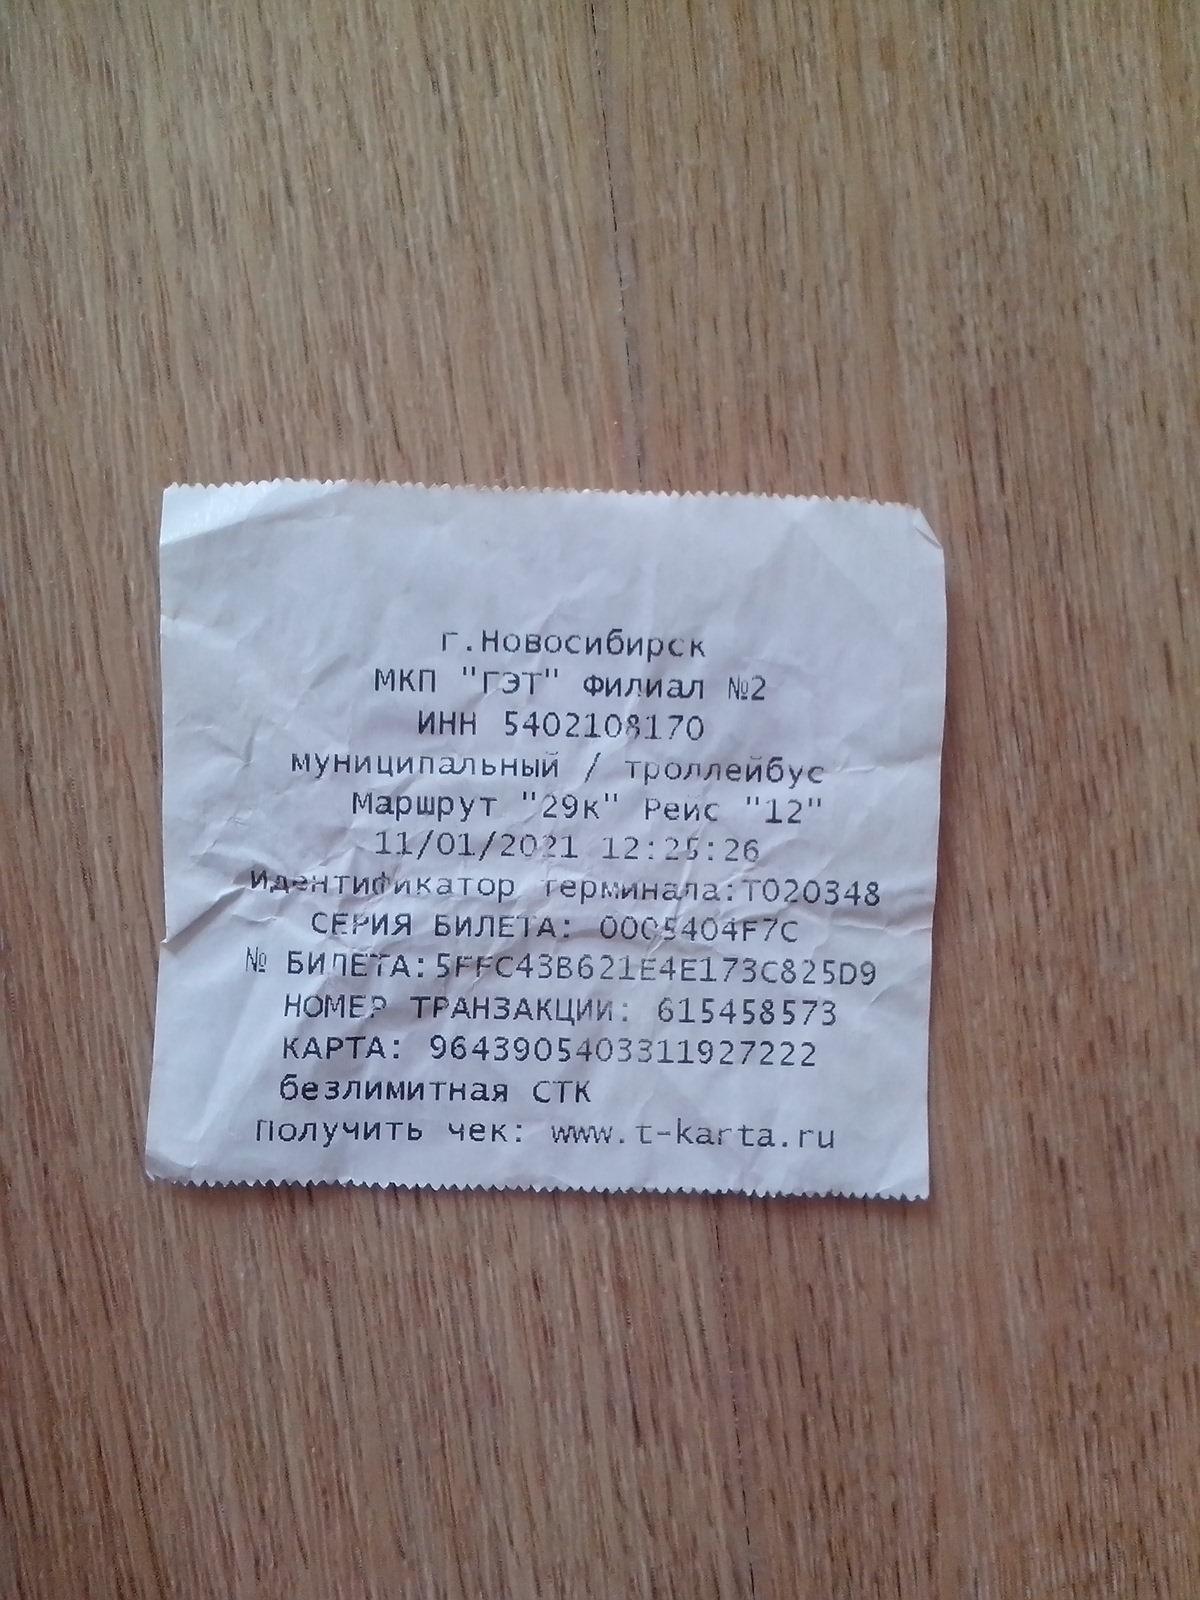 г.Новосибирск
МКП "ГЭТ" Филиал №2
ИНН 5402108170
муниципальный / троллейбус
Маршрут "29к" Рейс "12"
11/01/2021 12:25:26
Идентификатор терминала:T020348
СЕРИЯ БИЛЕТА: 0005404F7C
№ БИЛЕТА:5FFC43B621E4E173C825D9
НОМЕР ТРАНЗАКЦИИ: 615458573
КАРТА: 9643905403311927222
безлимитная СТК
Получить чек: www.t-karta.ru